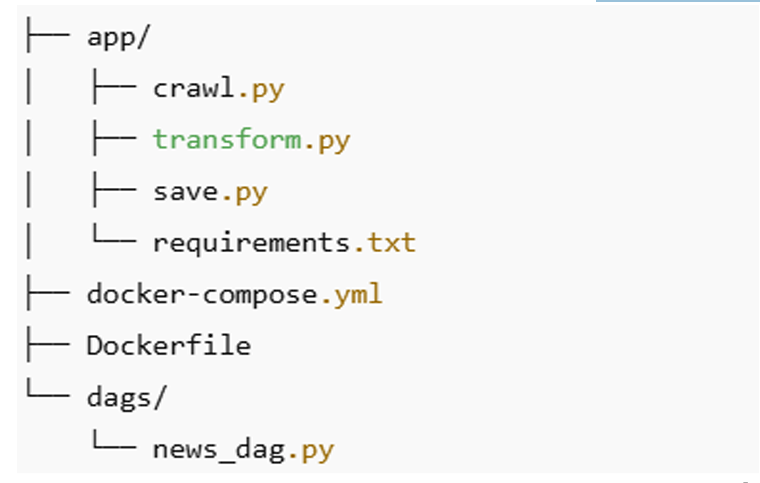 ├── app/
│   ├── crawl.py
│   ├── transform.py
│   ├── save.py
│   └── requirements.txt
├── docker-compose.yml
├── Dockerfile
└── dags/
    └── news_dag.py